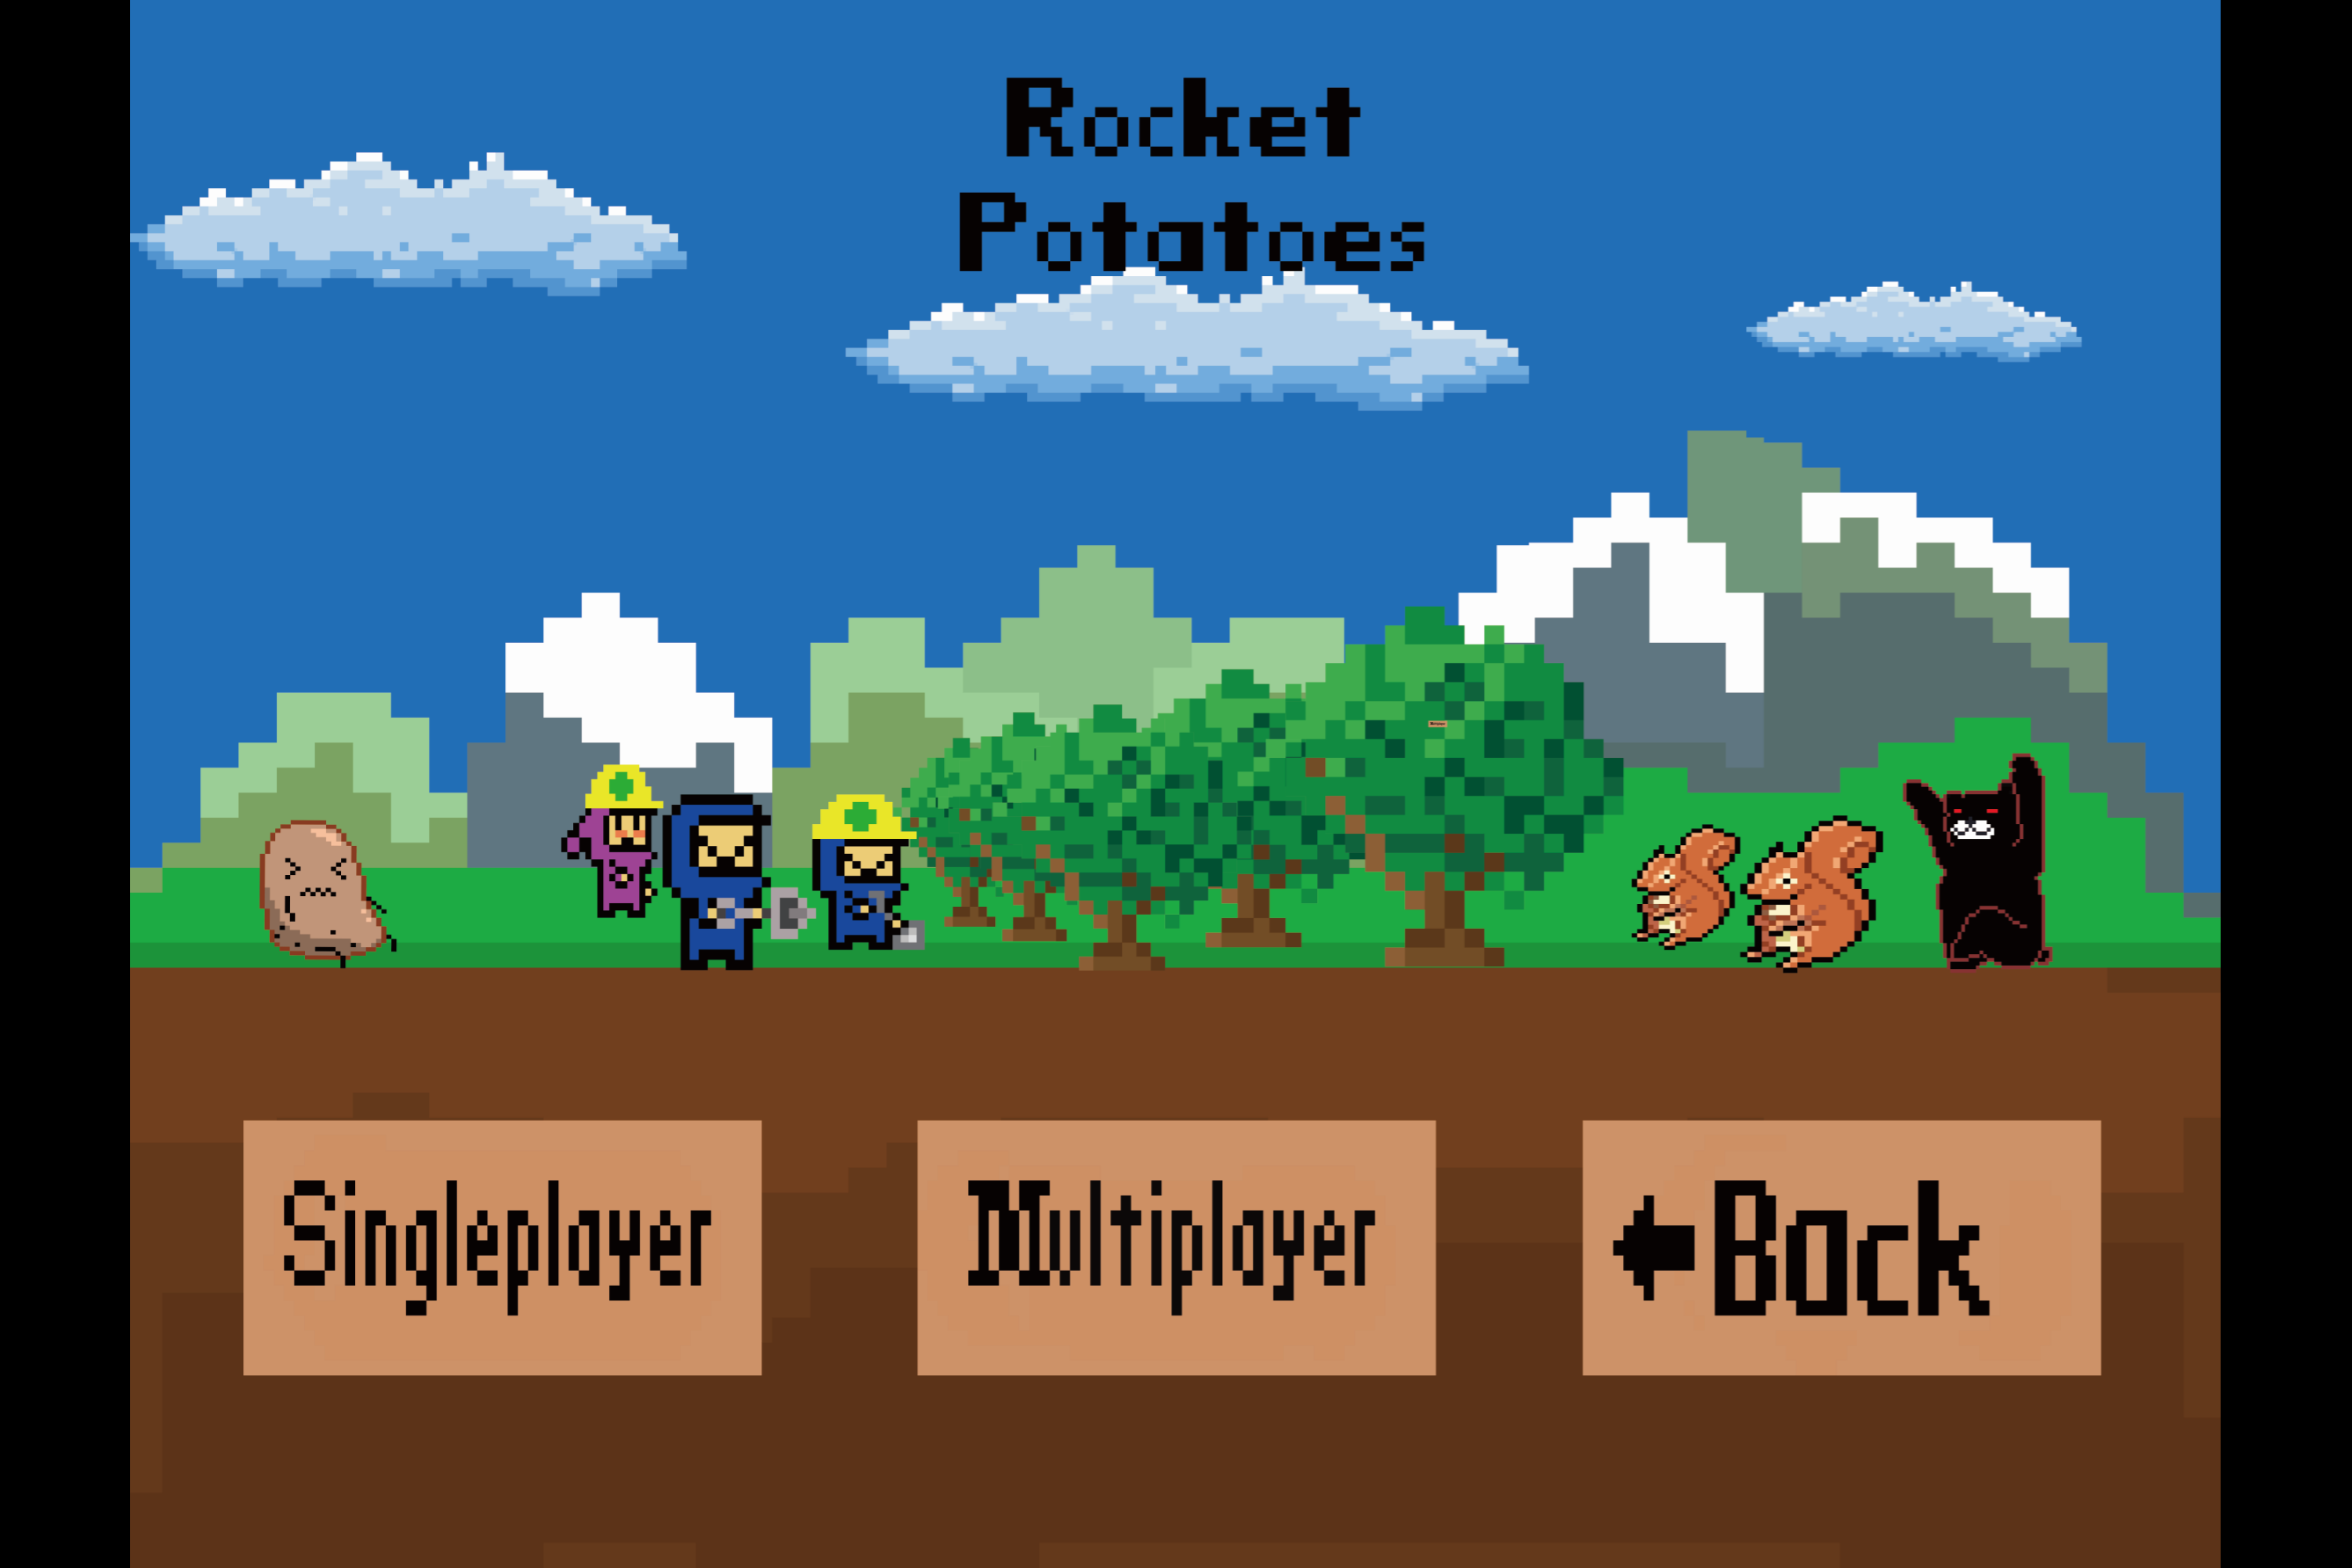 Rocket
Potatoes
Singleplayer
Multiplayer
Back